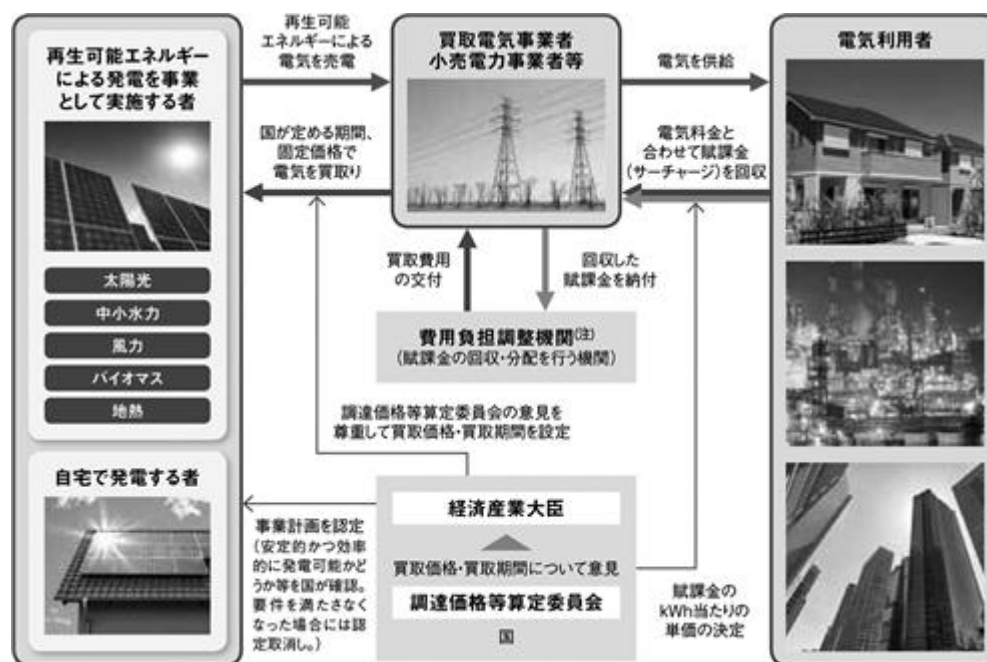 再生可能エネルギー
による発電を事業
として実施する者
太陽光
中小水力
風力
バイオマス
地熱
自宅で発電する者
再生可能
エネルギーによる
電気を売電
国が定める期間、
固定価格で
電気を買取り
買取電気事業者
小売電力事業者等
電気を供給
電気料金と
合わせて賦課金
(サーチャージ)を回収
電気利用者
買取費用
の交付
回収した
賦課金を納付
費用負担調整機関(注)
(賦課金の回収・分配を行う機関)
調達価格等算定委員会の意見を
尊重して買取価格・買取期間を設定
事業計画を認定
(安定的かつ効率
的に発電可能かど
うか等を国が確認。
要件を満たさなく
なった場合には認
定取消し。)
経済産業大臣
買取価格・買取期間について意見
調達価格等算定委員会
国
賦課金の
kWh当たりの
単価の決定